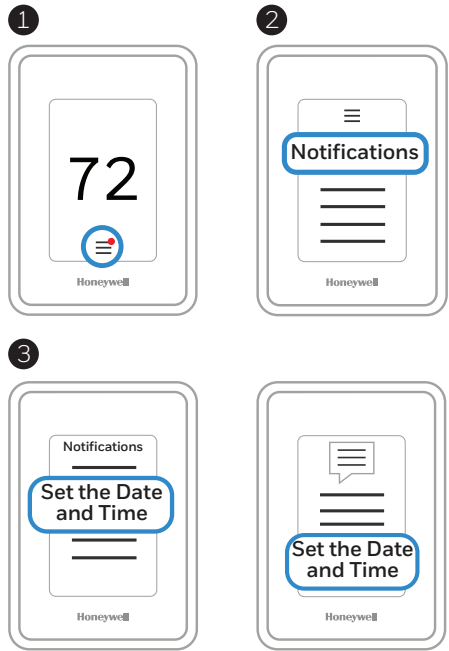 1
2
72
Honeywell
Notifications
Honeywell
3
Notifications
Set the Date
and Time
Honeywell
Set the Date
and Time
Honeywell